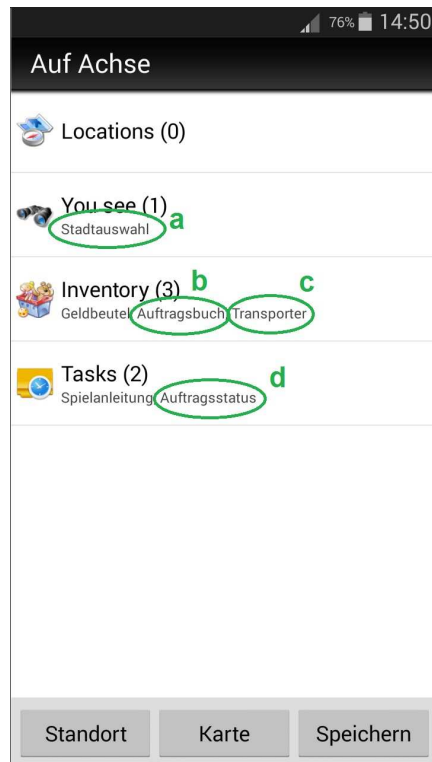 76% 14:50
Auf Achse
Locations (0)
You see (1)
Stadtauswahl a
Inventory (3) b c
Geldbeutel Auftragsbuch Transporter
Tasks (2) d
Spielanleitung Auftragsstatus
Standort Karte Speichern